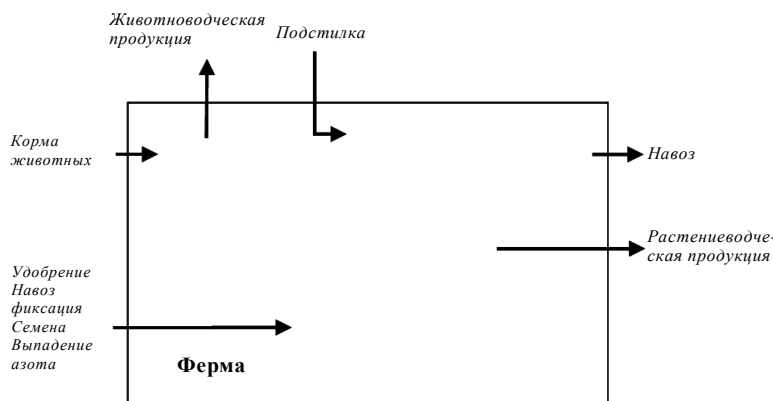 Животноводческая
продукция
Подстилка
Корма
животных
Навоз
Растениеводче-
ская продукция
Удобрение
Навоз
фиксация
Семена
Выпадение
азота
Ферма